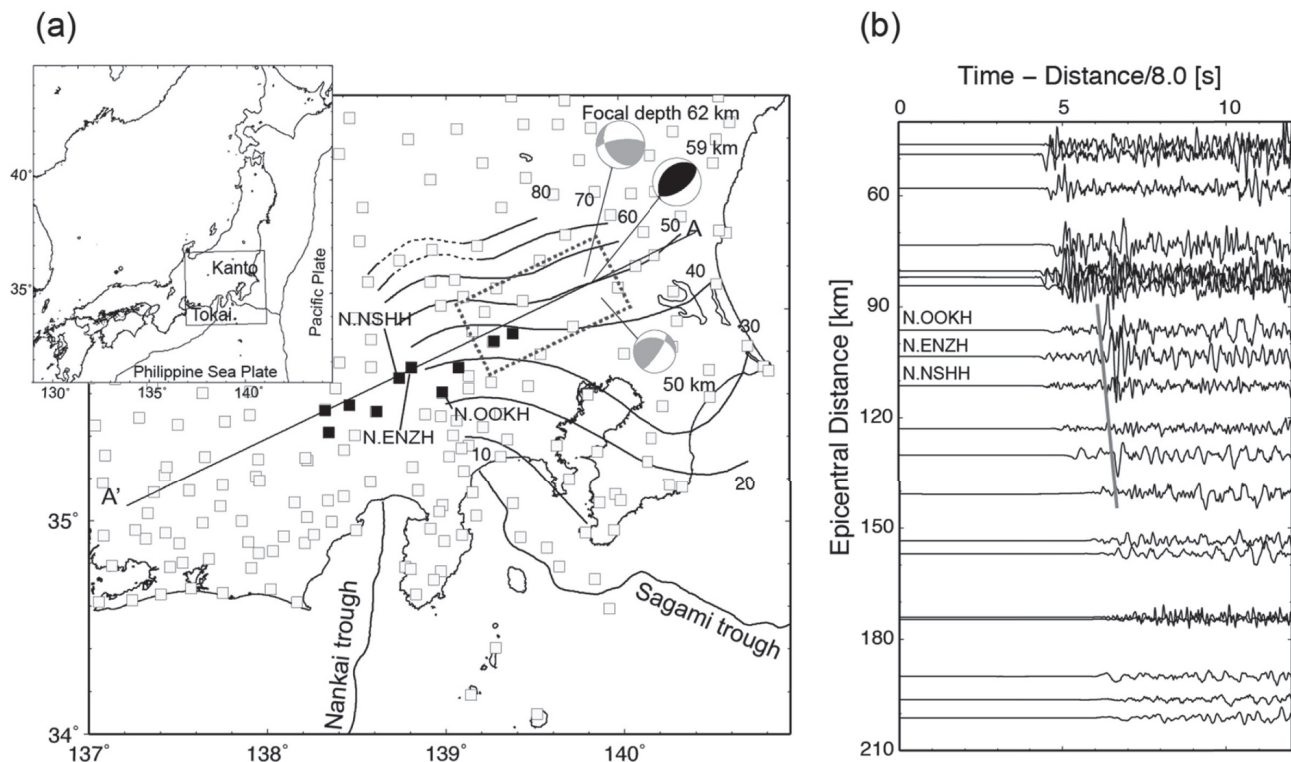 (a)
(b)
40˚
35˚
130˚
135˚
140˚
Kanto
Tokai
Pacific Plate
Philippine Sea Plate
Focal depth 62 km
59 km
80
70
60
50
A
40
30
N.NSHH
50 km
N.OOKH
N.ENZH
10
20
A'
35˚
Nankai trough
Sagami trough
34˚
137˚
138˚
139˚
140˚
Time – Distance/8.0 [s]
0
5
10
Epicentral Distance [km]
60
90
N.OOKH
N.ENZH
N.NSHH
120
150
180
210